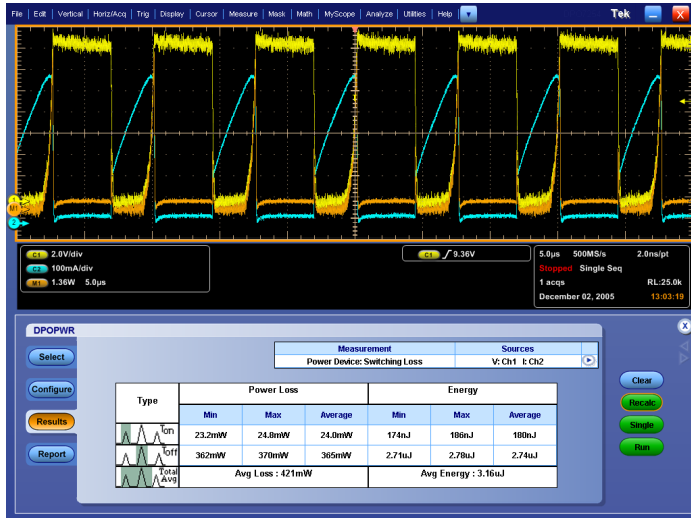 File | Edit | Vertical | Horiz/Acq | Trig | Display | Cursor | Measure | Mask | Math | MyScope | Analyze | Utilities | Help | Tek X
1
M1
2
C1 2.0V/div
C2 100mA/div
M1 1.36W 5.0µs
C1 9.36V
5.0µs 500MS/s 2.0ns/pt
Stopped Single Seq
1 acqs RL:25.0k
December 02, 2005 13:03:19
DPOPWR
X
Select
Configure
Results
Report
Measurement Sources
Power Device: Switching Loss V: Ch1 I: Ch2
Type Power Loss Energy
Min Max Average Min Max Average
Ton 23.2mW 24.8mW 24.0mW 174nJ 186nJ 180nJ
Toff 362mW 370mW 365mW 2.71uJ 2.78uJ 2.74uJ
Total Avg Avg Loss : 421mW Avg Energy : 3.16uJ
Clear
Recalc
Single
Run